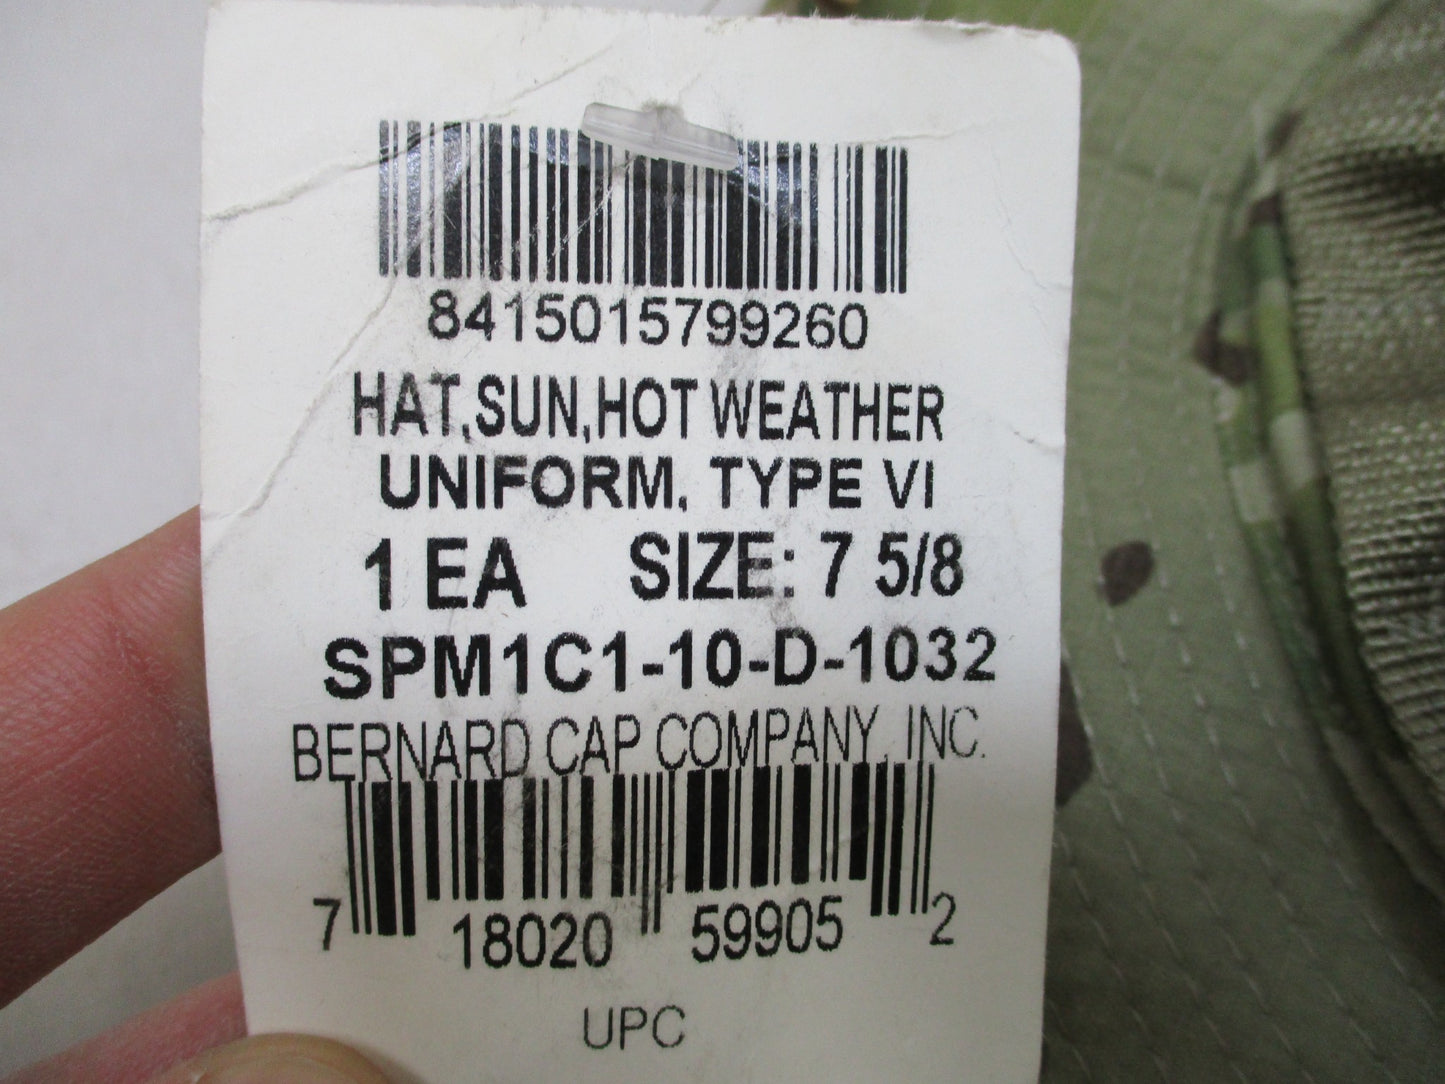 8415015799260
HAT,SUN,HOT WEATHER
UNIFORM, TYPE VI
1 EA SIZE: 7 5/8
SPM1C1-10-D-1032
BERNARD CAP COMPANY, INC.
7 18020 59905 2
UPC